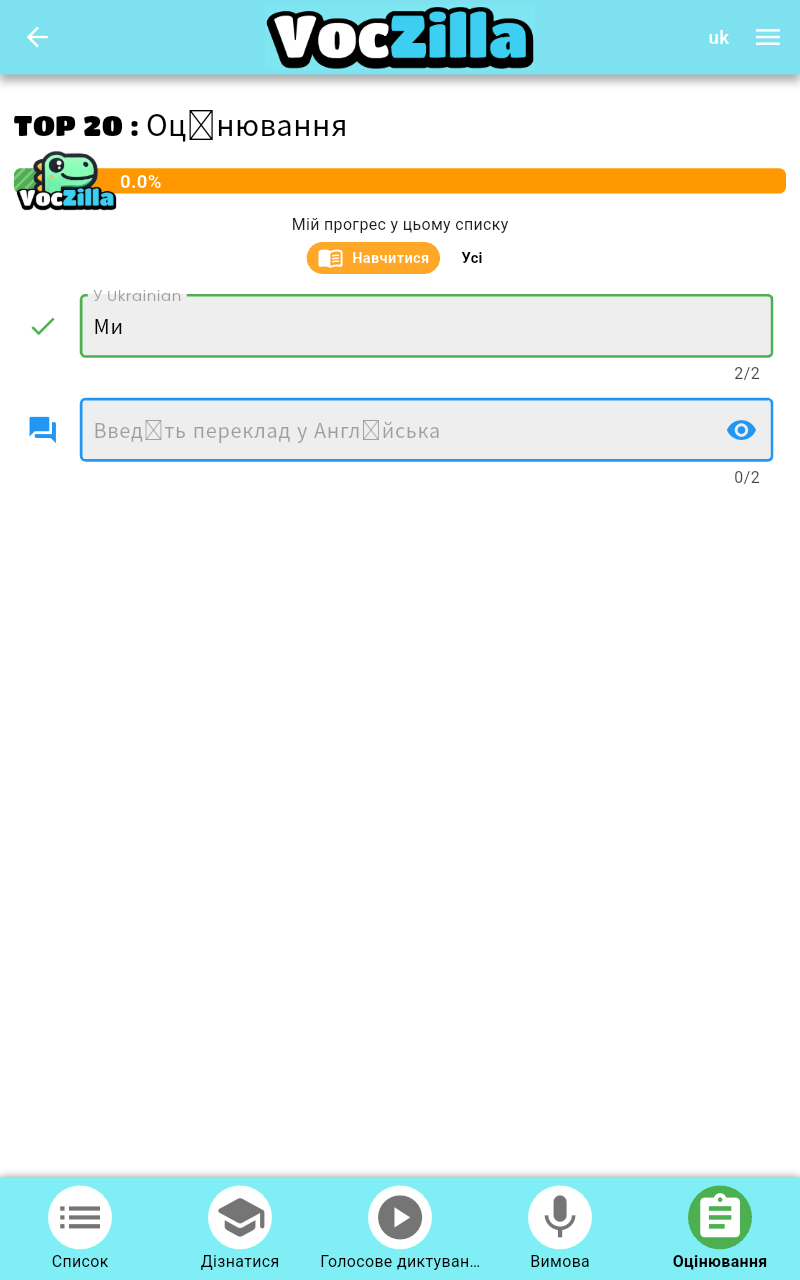 VocZilla
uk
TOP 20 : Оц☒нювання
VocZilla
0.0%
Мій прогрес у цьому списку
Навчитися Усі
У Ukrainian
Ми
2/2
Введ☒ть переклад у Англ☒йська
0/2
Список Дізнатися Голосове диктуван… Вимова Оцінювання